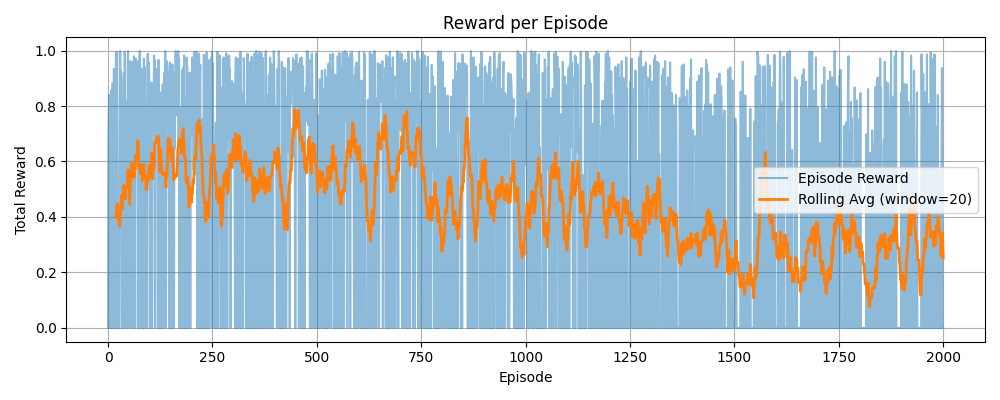 Reward per Episode
Total Reward
1.0
0.8
0.6
0.4
0.2
0.0
Episode Reward
Rolling Avg (window=20)
0 250 500 750 1000 1250 1500 1750 2000
Episode